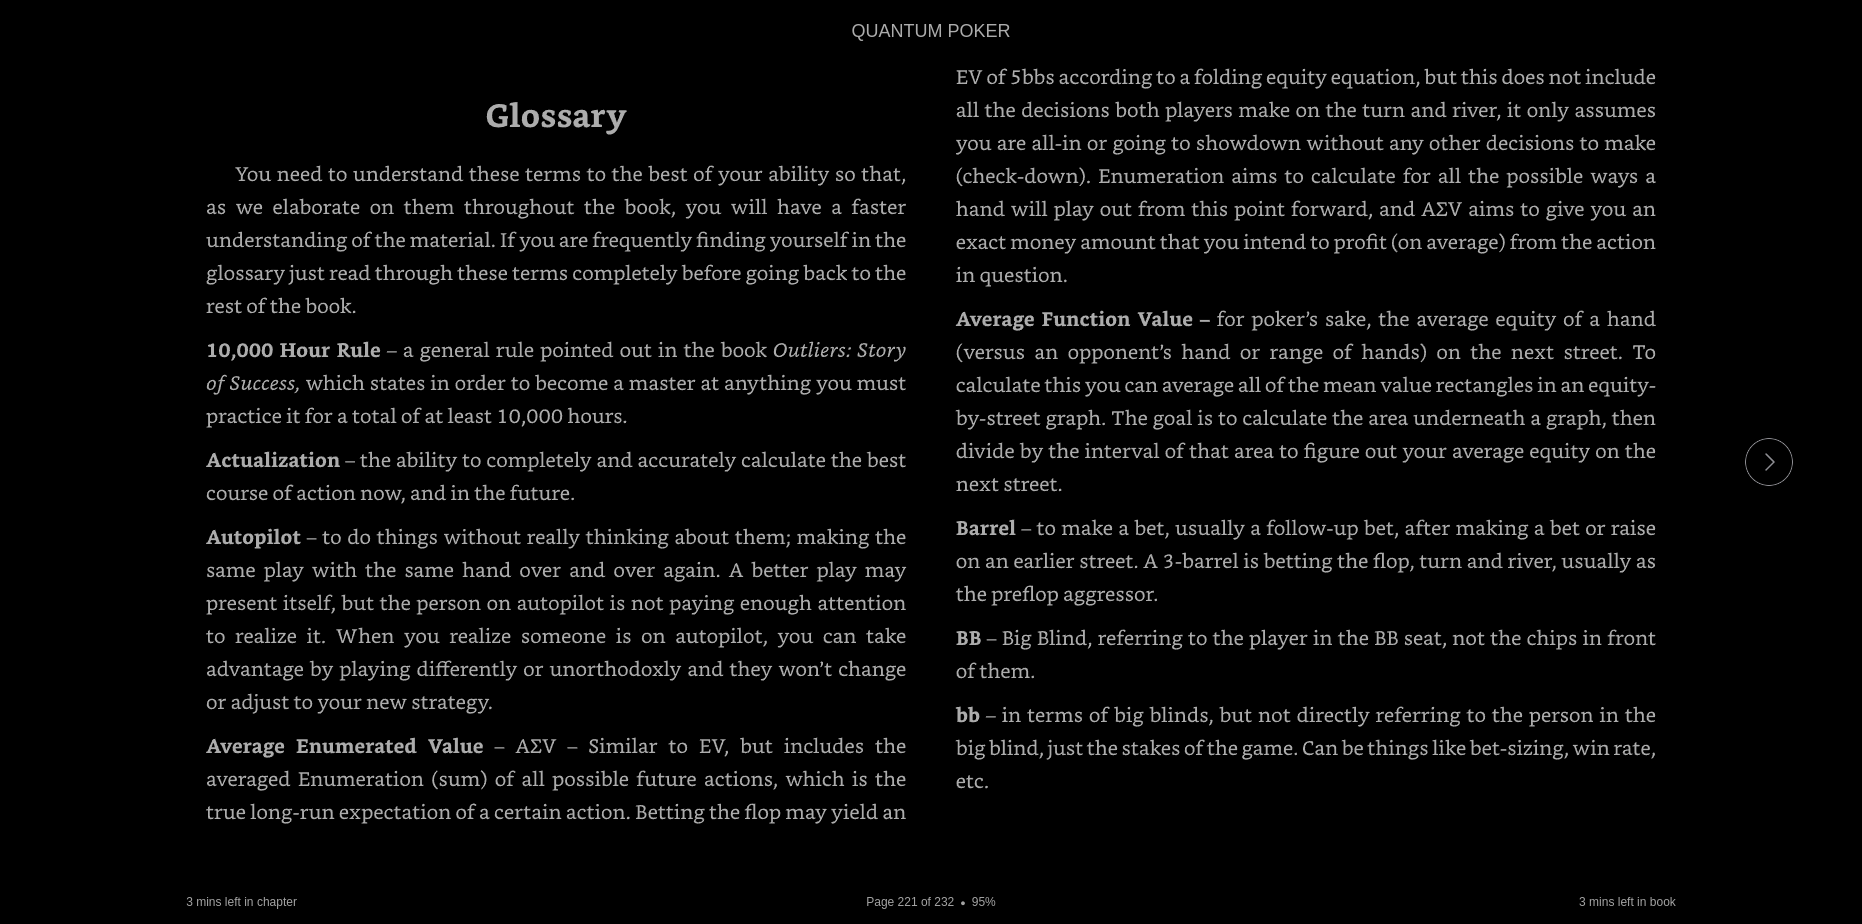 QUANTUM POKER
Glossary
You need to understand these terms to the best of your ability so that,
as we elaborate on them throughout the book, you will have a faster
understanding of the material. If you are frequently finding yourself in the
glossary just read through these terms completely before going back to the
rest of the book.
10,000 Hour Rule – a general rule pointed out in the book Outliers: Story
of Success, which states in order to become a master at anything you must
practice it for a total of at least 10,000 hours.
Actualization – the ability to completely and accurately calculate the best
course of action now, and in the future.
Autopilot – to do things without really thinking about them; making the
same play with the same hand over and over again. A better play may
present itself, but the person on autopilot is not paying enough attention
to realize it. When you realize someone is on autopilot, you can take
advantage by playing differently or unorthodoxly and they won’t change
or adjust to your new strategy.
Average Enumerated Value – AΣV – Similar to EV, but includes the
averaged Enumeration (sum) of all possible future actions, which is the
true long-run expectation of a certain action. Betting the flop may yield an
EV of 5bbs according to a folding equity equation, but this does not include
all the decisions both players make on the turn and river, it only assumes
you are all-in or going to showdown without any other decisions to make
(check-down). Enumeration aims to calculate for all the possible ways a
hand will play out from this point forward, and AΣV aims to give you an
exact money amount that you intend to profit (on average) from the action
in question.
Average Function Value – for poker’s sake, the average equity of a hand
(versus an opponent’s hand or range of hands) on the next street. To
calculate this you can average all of the mean value rectangles in an equity-
by-street graph. The goal is to calculate the area underneath a graph, then
divide by the interval of that area to figure out your average equity on the
next street.
Barrel – to make a bet, usually a follow-up bet, after making a bet or raise
on an earlier street. A 3-barrel is betting the flop, turn and river, usually as
the preflop aggressor.
BB – Big Blind, referring to the player in the BB seat, not the chips in front
of them.
bb – in terms of big blinds, but not directly referring to the person in the
big blind, just the stakes of the game. Can be things like bet-sizing, win rate,
etc.
3 mins left in chapter
Page 221 of 232 • 95%
3 mins left in book